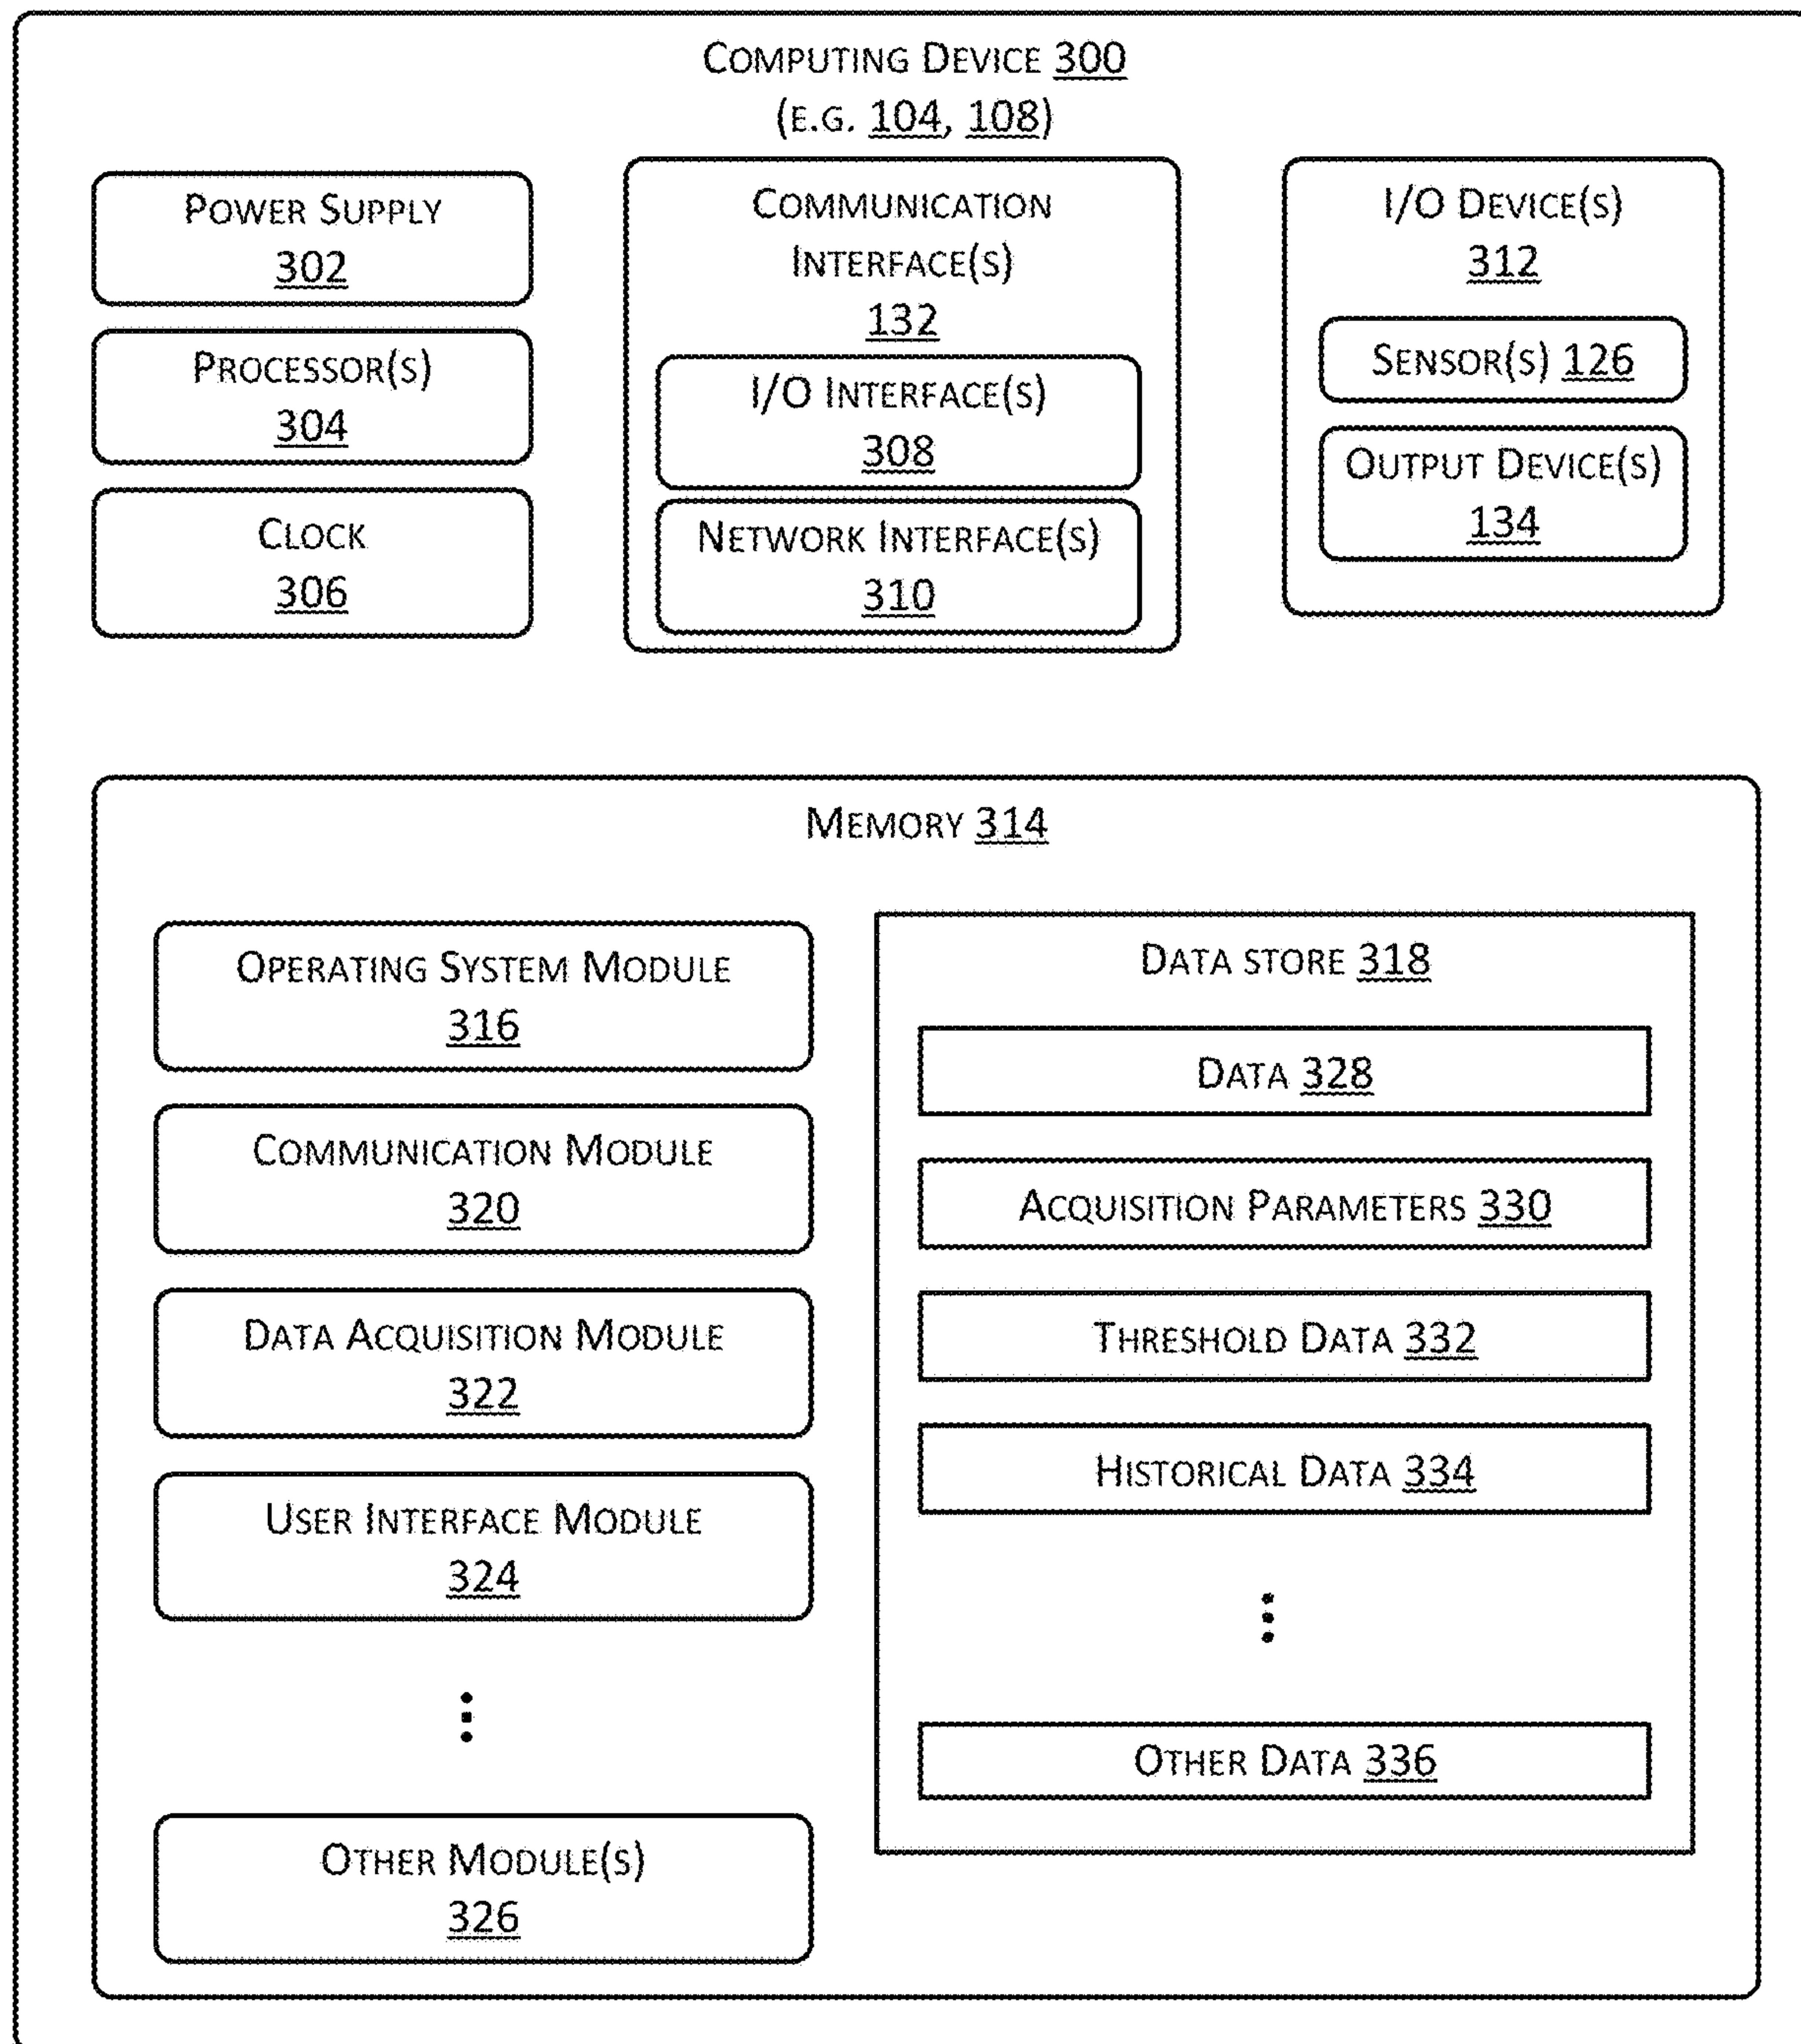 Computing Device 300
(e.g. 104, 108)
Power Supply
302
Processor(s)
304
Clock
306
Communication
Interface(s)
132
I/O Interface(s)
308
Network Interface(s)
310
I/O Device(s)
312
Sensor(s) 126
Output Device(s)
134
Memory 314
Operating System Module
316
Communication Module
320
Data Acquisition Module
322
User Interface Module
324
Other Module(s)
326
Data store 318
Data 328
Acquisition Parameters 330
Threshold Data 332
Historical Data 334
Other Data 336